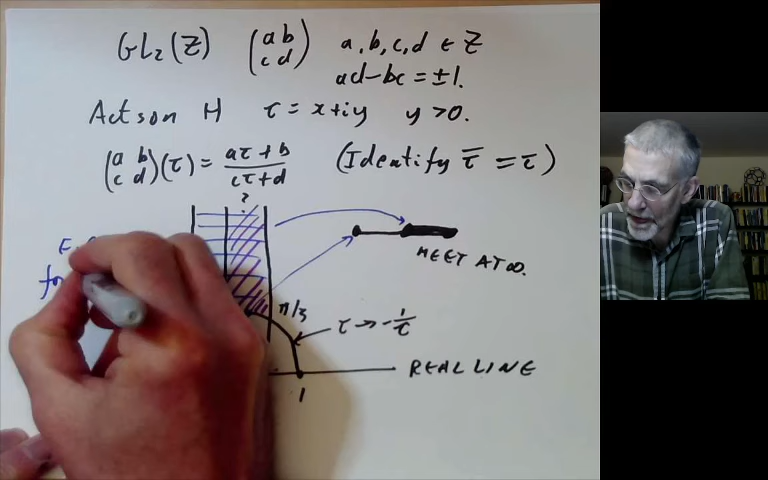 GL₂(Z) (a b c d) a,b,c,d ∈ Z
ad-bc = ±1.
Acts on H τ = x+iy y>0.
(a b c d)(τ) = aτ+b / cτ+d (Identify τ̄ = τ)
?
MEET AT ∞.
π/3
τ → -1/τ
REAL LINE
1